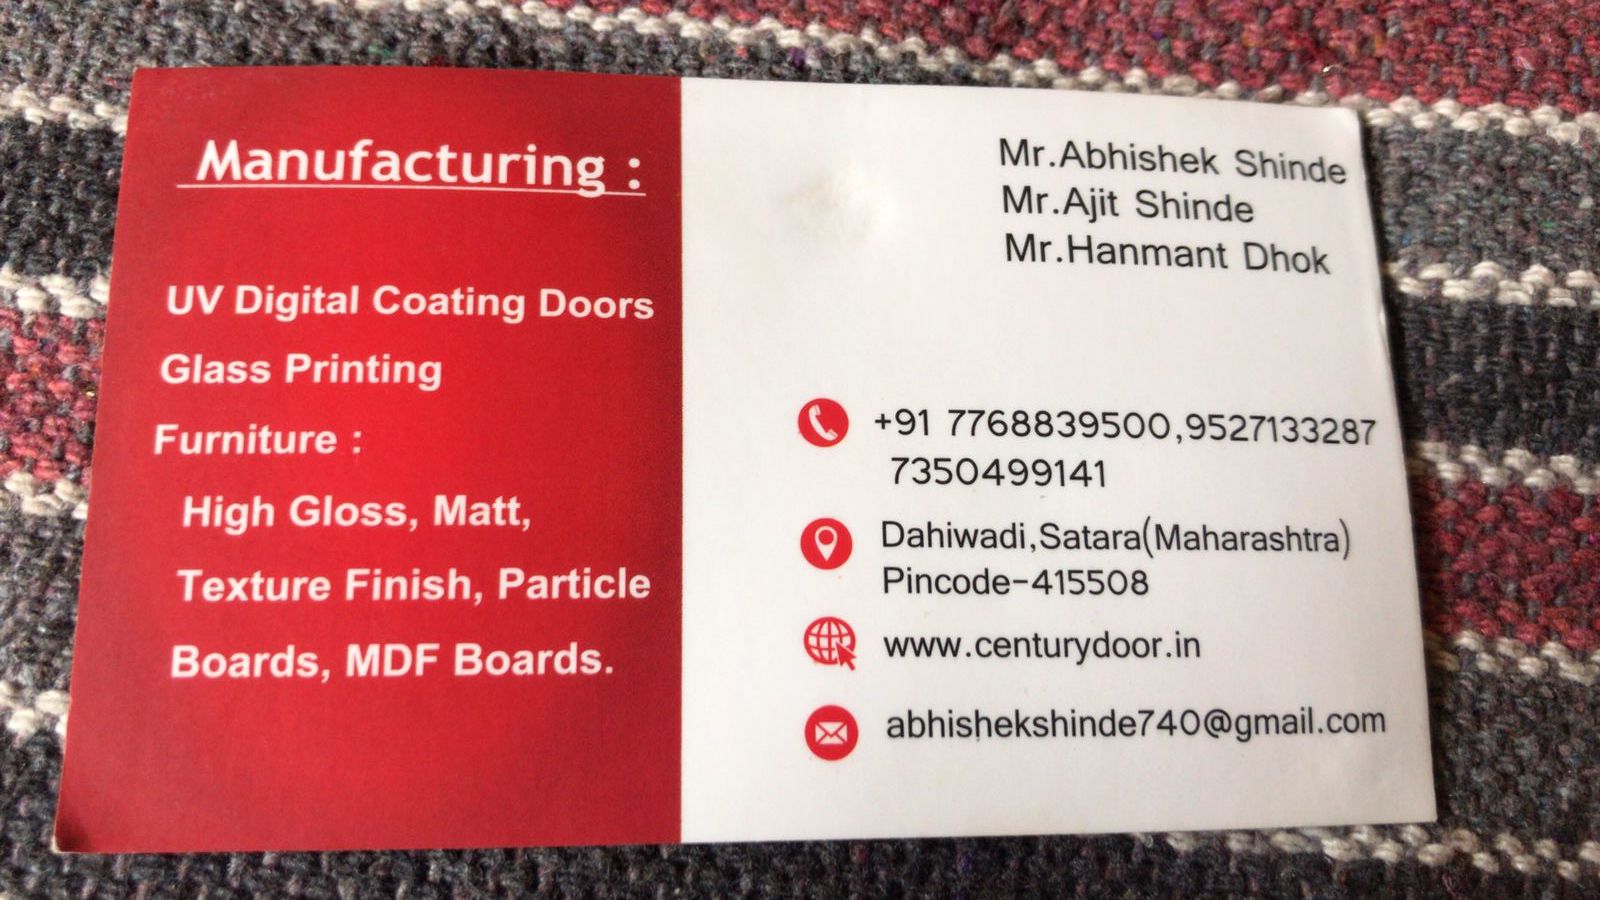 Manufacturing :
UV Digital Coating Doors
Glass Printing
Furniture :
High Gloss, Matt,
Texture Finish, Particle
Boards, MDF Boards.
Mr.Abhishek Shinde
Mr.Ajit Shinde
Mr.Hanmant Dhok
+91 7768839500,9527133287
7350499141
Dahiwadi,Satara(Maharashtra)
Pincode-415508
www.centurydoor.in
abhishekshinde740@gmail.com